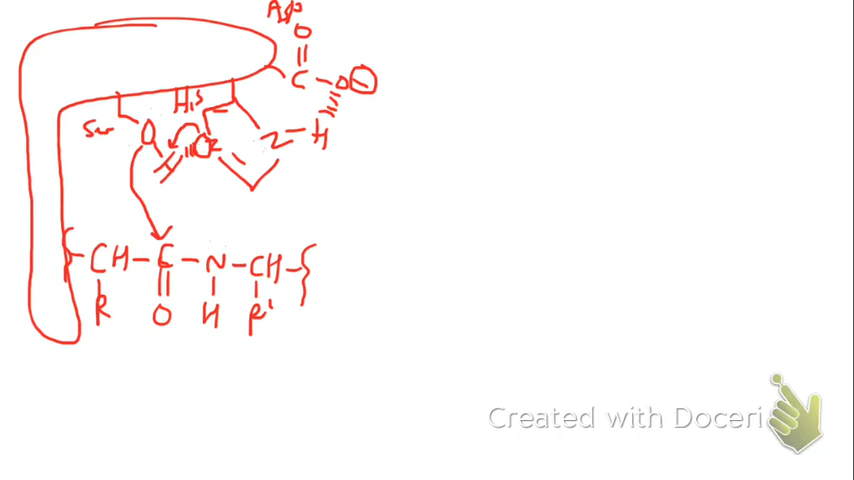 Asp
O
C - O ⊖
His
Ser
O H N N - H
CH - C - N - CH
R O H R'
Created with Doceri